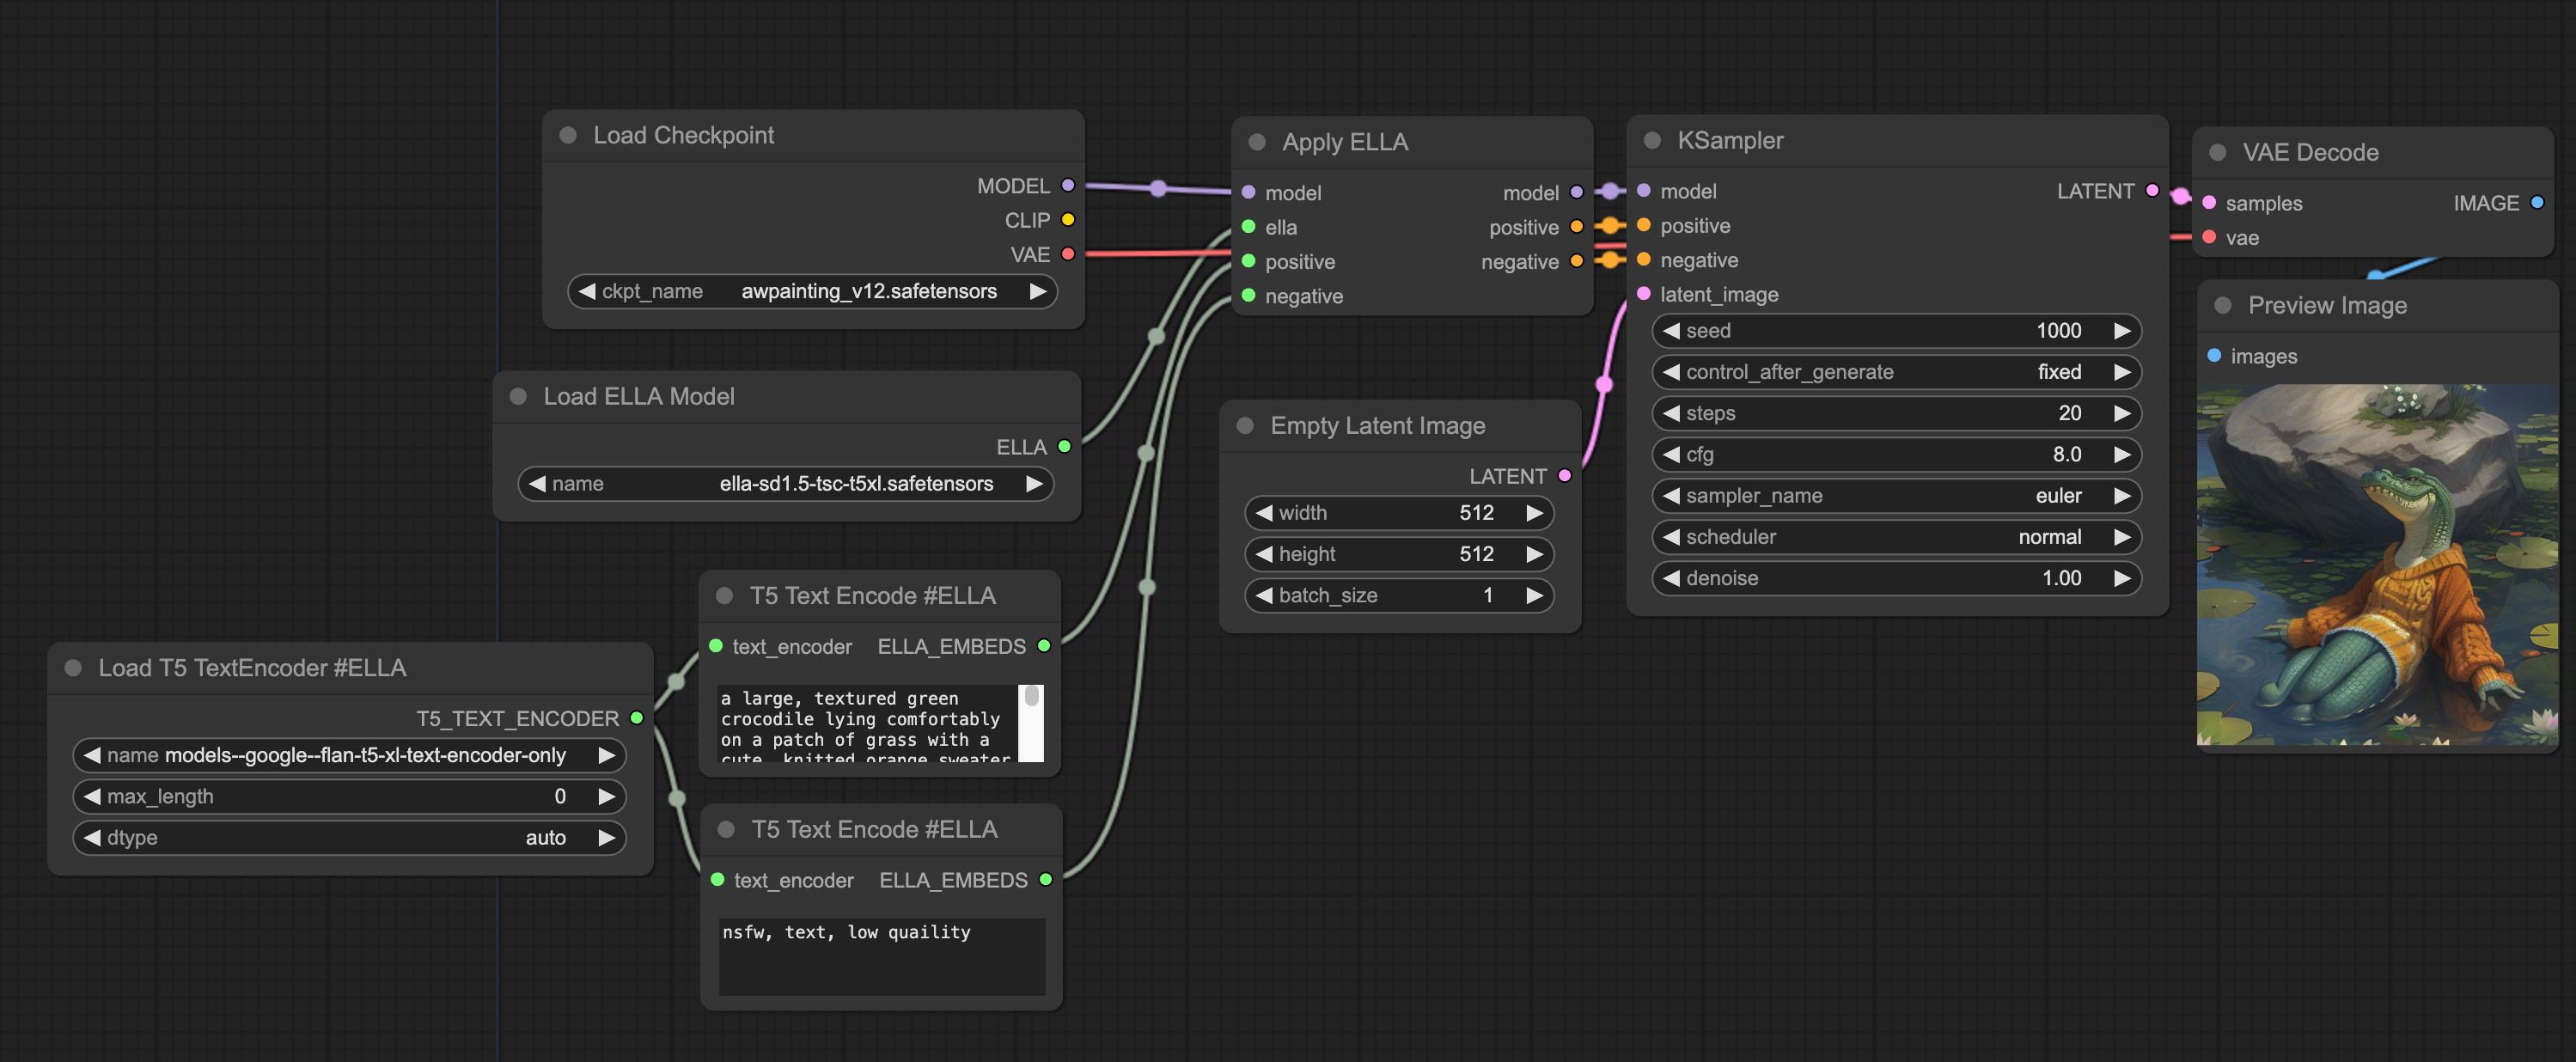 Load Checkpoint
MODEL
CLIP
VAE
ckpt_name awpainting_v12.safetensors
Load ELLA Model
ELLA
name ella-sd1.5-tsc-t5xl.safetensors
Load T5 TextEncoder #ELLA
T5_TEXT_ENCODER
name models--google--flan-t5-xl-text-encoder-only
max_length 0
dtype auto
T5 Text Encode #ELLA
text_encoder ELLA_EMBEDS
a large, textured green
crocodile lying comfortably
on a patch of grass with a
cute, knitted orange sweater
T5 Text Encode #ELLA
text_encoder ELLA_EMBEDS
nsfw, text, low quaility
Apply ELLA
model model
ella positive
positive negative
negative
Empty Latent Image
LATENT
width 512
height 512
batch_size 1
KSampler
model LATENT
positive
negative
latent_image
seed 1000
control_after_generate fixed
steps 20
cfg 8.0
sampler_name euler
scheduler normal
denoise 1.00
VAE Decode
samples IMAGE
vae
Preview Image
images